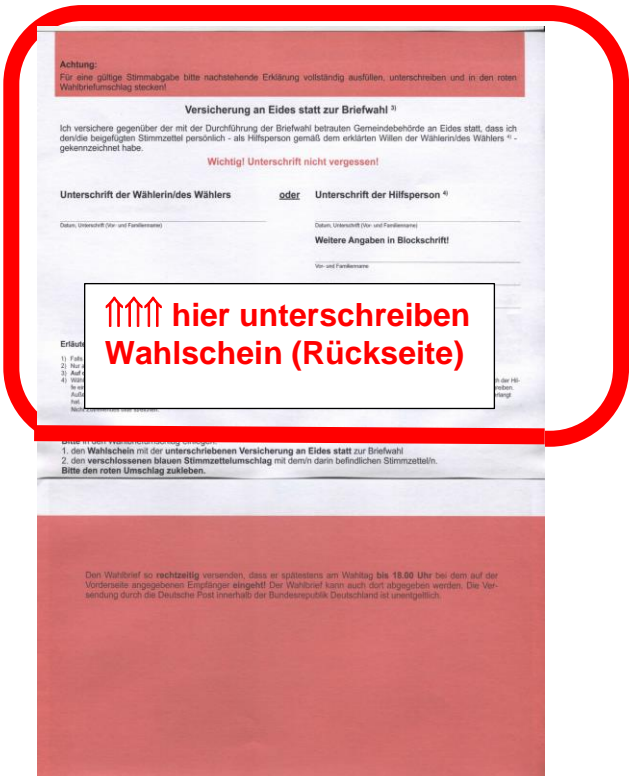 Achtung:
Für eine gültige Stimmabgabe bitte nachstehende Erklärung vollständig ausfüllen, unterschreiben und in den roten
Wahlbriefumschlag stecken!
Versicherung an Eides statt zur Briefwahl 3)
Ich versichere gegenüber der mit der Durchführung der Briefwahl betrauten Gemeindebehörde an Eides statt, dass ich
den/die beigefügten Stimmzettel persönlich - als Hilfsperson gemäß dem erklärten Willen der Wählerin/des Wählers 4) -
gekennzeichnet habe.
Wichtig! Unterschrift nicht vergessen!
Unterschrift der Wählerin/des Wählers oder Unterschrift der Hilfsperson 4)
Datum, Unterschrift (Vor- und Familienname) Datum, Unterschrift (Vor- und Familienname)
Weitere Angaben in Blockschrift!
Vor- und Familienname
⇑⇑⇑ hier unterschreiben
Wahlschein (Rückseite)
1) Falls
2) Nur
3) Auf
4)
1. den Wahlschein mit der unterschriebenen Versicherung an Eides statt zur Briefwahl
2. den verschlossenen blauen Stimmzettelumschlag mit dem/n darin befindlichen Stimmzettel/n.
Bitte den roten Umschlag zukleben.
Den Wahlbrief so rechtzeitig versenden, dass er spätestens am Wahltag bis 18.00 Uhr bei dem auf der
Vorderseite angegebenen Empfänger eingeht! Der Wahlbrief kann auch dort abgegeben werden. Die Ver-
sendung durch die Deutsche Post innerhalb der Bundesrepublik Deutschland ist unentgeltlich.